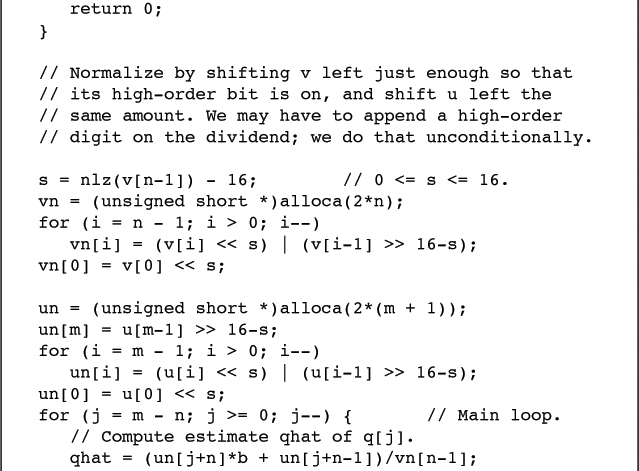 return 0;
}
// Normalize by shifting v left just enough so that
// its high-order bit is on, and shift u left the
// same amount. We may have to append a high-order
// digit on the dividend; we do that unconditionally.
s = nlz(v[n-1]) - 16;        // 0 <= s <= 16.
vn = (unsigned short *)alloca(2*n);
for (i = n - 1; i > 0; i--)
vn[i] = (v[i] << s) | (v[i-1] >> 16-s);
vn[0] = v[0] << s;
un = (unsigned short *)alloca(2*(m + 1));
un[m] = u[m-1] >> 16-s;
for (i = m - 1; i > 0; i--)
un[i] = (u[i] << s) | (u[i-1] >> 16-s);
un[0] = u[0] << s;
for (j = m - n; j >= 0; j--) {       // Main loop.
// Compute estimate qhat of q[j].
qhat = (un[j+n]*b + un[j+n-1])/vn[n-1];